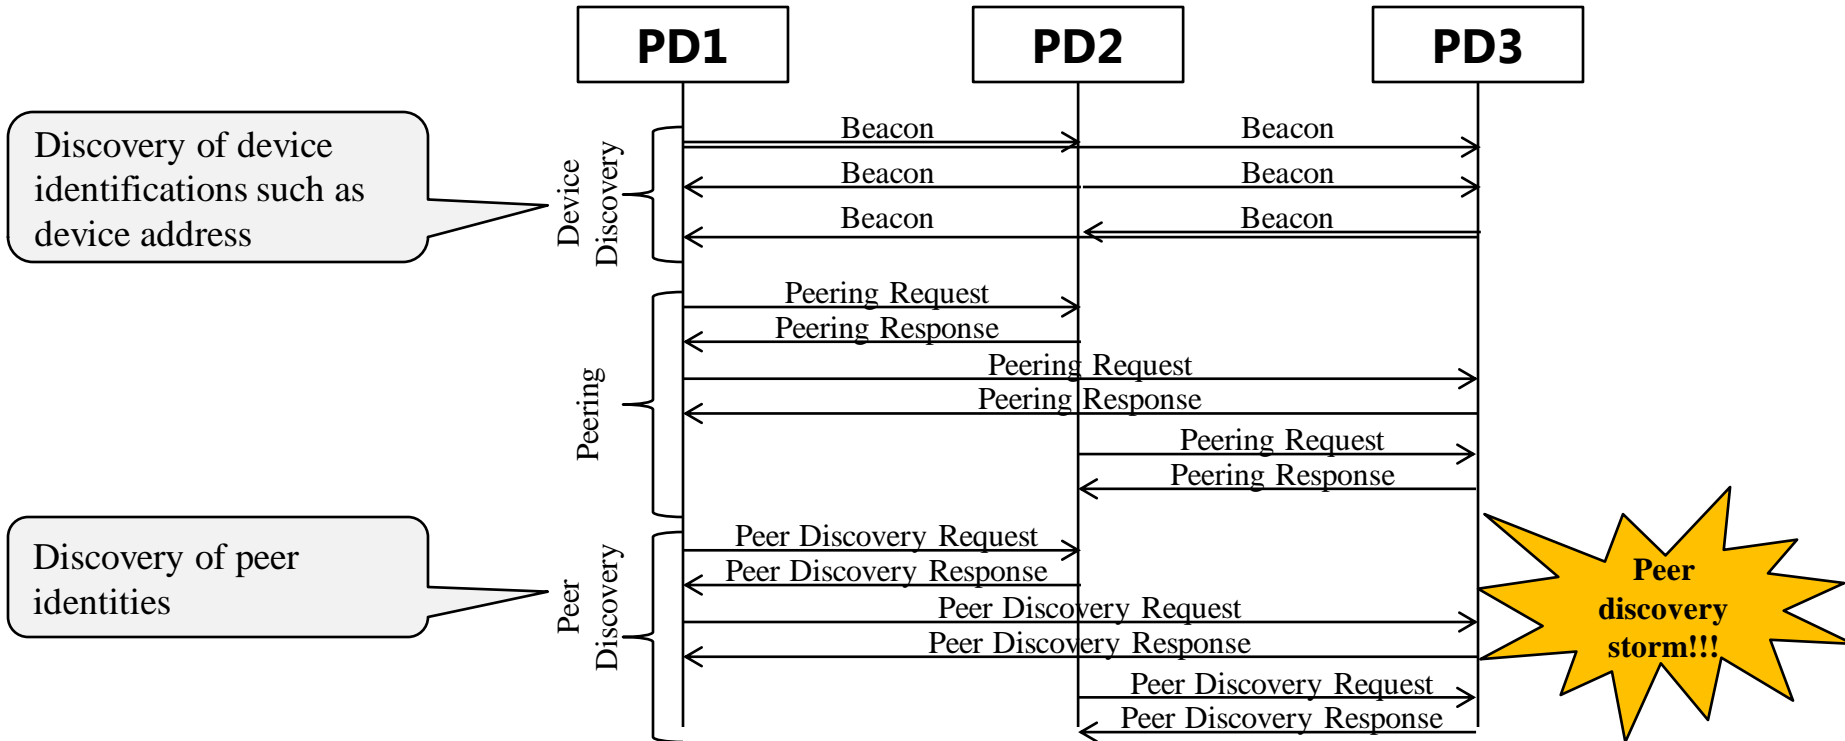 PD1
PD2
PD3
Discovery of device
identifications such as
device address
Device
Discovery
Beacon
Beacon
Beacon
Beacon
Beacon
Beacon
Peering
Peering Request
Peering Response
Peering Request
Peering Response
Peering Request
Peering Response
Discovery of peer
identities
Peer
Discovery
Peer Discovery Request
Peer Discovery Response
Peer Discovery Request
Peer Discovery Response
Peer Discovery Request
Peer Discovery Response
Peer
discovery
storm!!!